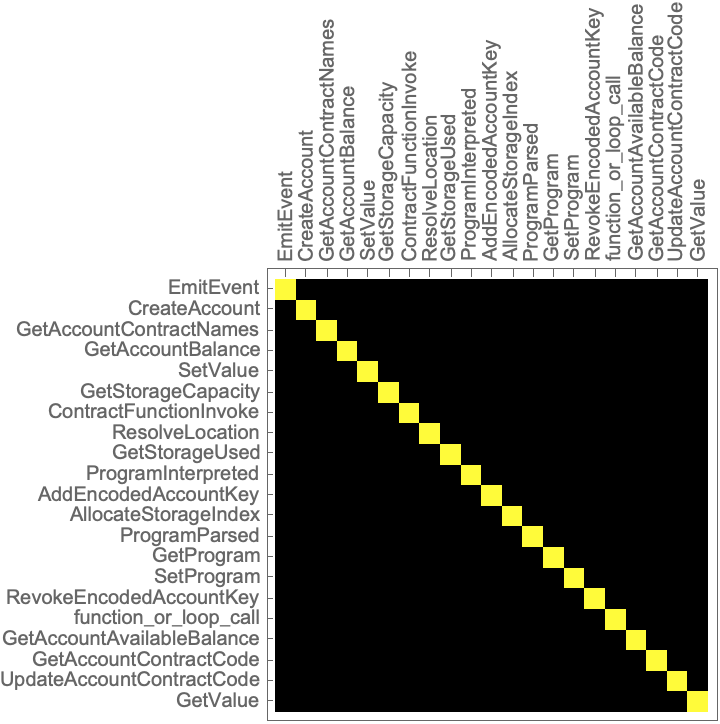 EmitEvent
CreateAccount
GetAccountContractNames
GetAccountBalance
SetValue
GetStorageCapacity
ContractFunctionInvoke
ResolveLocation
GetStorageUsed
ProgramInterpreted
AddEncodedAccountKey
AllocateStorageIndex
ProgramParsed
GetProgram
SetProgram
RevokeEncodedAccountKey
function_or_loop_call
GetAccountAvailableBalance
GetAccountContractCode
UpdateAccountContractCode
GetValue
EmitEvent
CreateAccount
GetAccountContractNames
GetAccountBalance
SetValue
GetStorageCapacity
ContractFunctionInvoke
ResolveLocation
GetStorageUsed
ProgramInterpreted
AddEncodedAccountKey
AllocateStorageIndex
ProgramParsed
GetProgram
SetProgram
RevokeEncodedAccountKey
function_or_loop_call
GetAccountAvailableBalance
GetAccountContractCode
UpdateAccountContractCode
GetValue